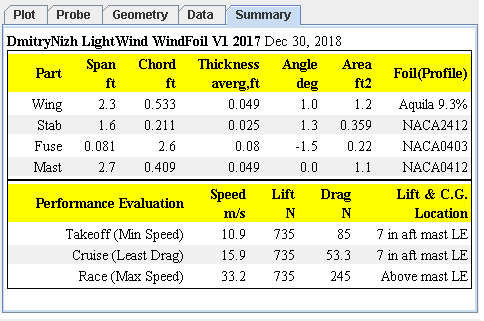 Plot Probe Geometry Data Summary
DmitryNizh LightWind WindFoil V1 2017 Dec 30, 2018
Part Span ft Chord ft Thickness averg,ft Angle deg Area ft2 Foil(Profile)
Wing 2.3 0.533 0.049 1.0 1.2 Aquila 9.3%
Stab 1.6 0.211 0.025 1.3 0.359 NACA2412
Fuse 0.081 2.6 0.08 -1.5 0.22 NACA0403
Mast 2.7 0.409 0.049 0.0 1.1 NACA0412
Performance Evaluation Speed m/s Lift N Drag N Lift & C.G. Location
Takeoff (Min Speed) 10.9 735 85 7 in aft mast LE
Cruise (Least Drag) 15.9 735 53.3 7 in aft mast LE
Race (Max Speed) 33.2 735 245 Above mast LE